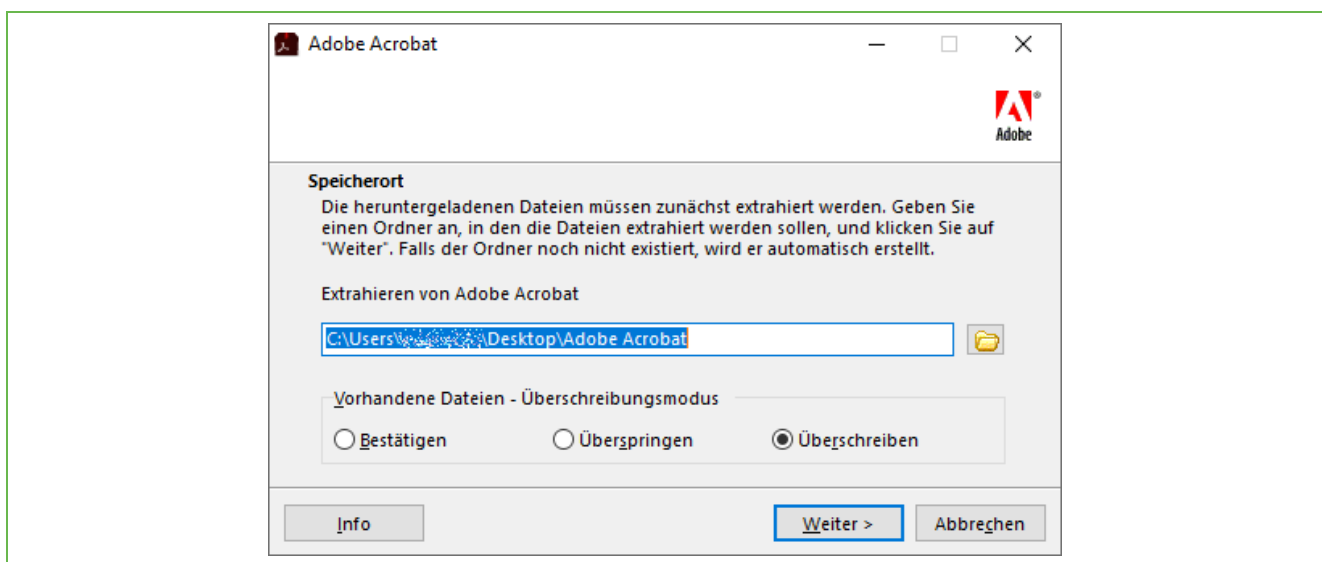 Adobe Acrobat
Adobe
Speicherort
Die heruntergeladenen Dateien müssen zunächst extrahiert werden. Geben Sie
einen Ordner an, in den die Dateien extrahiert werden sollen, und klicken Sie auf
"Weiter". Falls der Ordner noch nicht existiert, wird er automatisch erstellt.
Extrahieren von Adobe Acrobat
C:\Users\ \Desktop\Adobe Acrobat
Vorhandene Dateien - Überschreibungsmodus
Bestätigen Überspringen Überschreiben
Info Weiter > Abbrechen